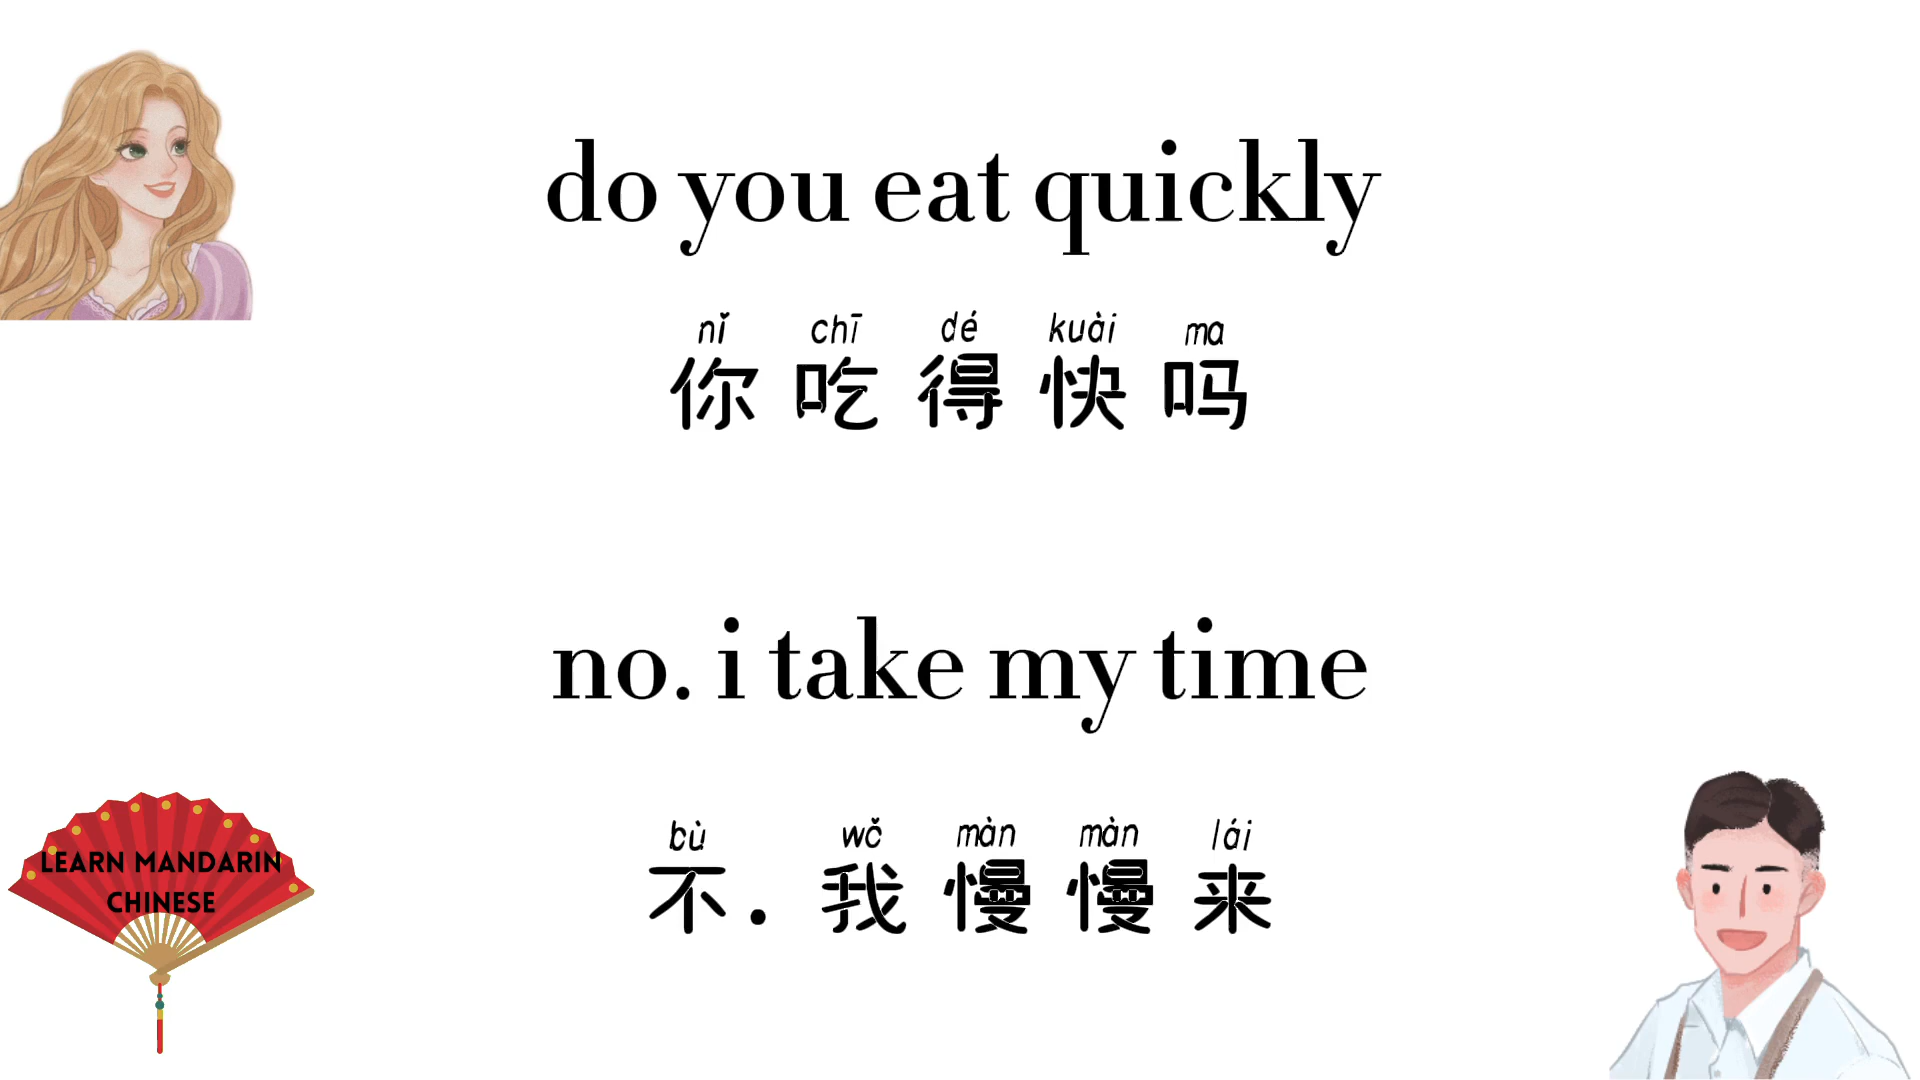 do you eat quickly
nǐ chī dé kuài ma
你 吃 得 快 吗
no. i take my time
bù wǒ màn màn lái
不. 我 慢 慢 来
LEARN MANDARIN
CHINESE